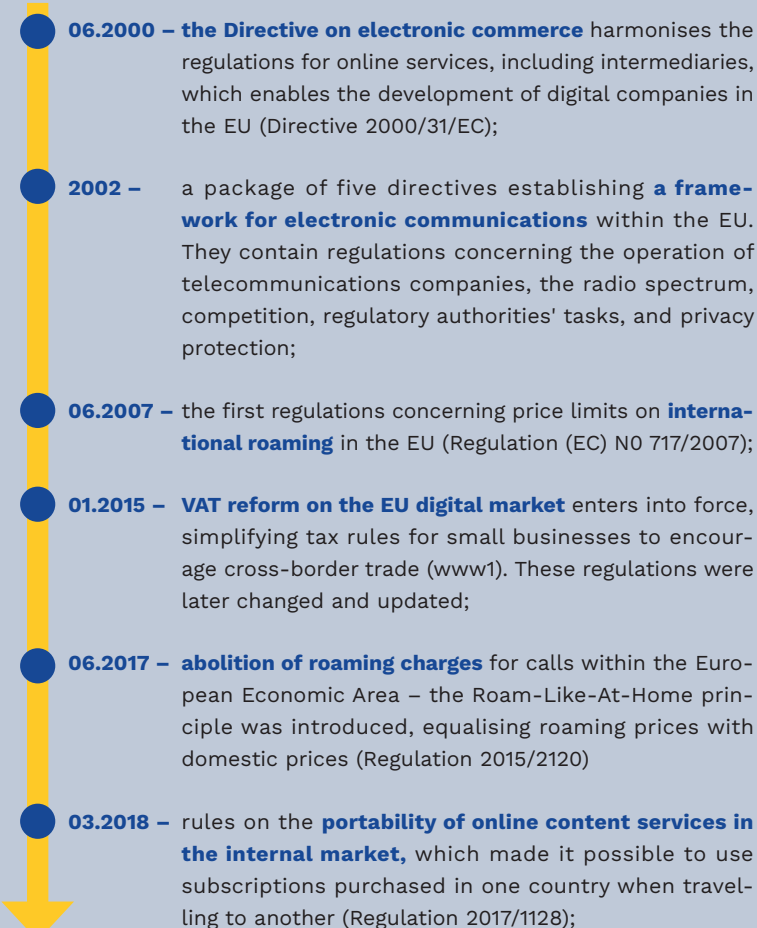 06.2000 – the Directive on electronic commerce harmonises the
regulations for online services, including intermediaries,
which enables the development of digital companies in
the EU (Directive 2000/31/EC);
2002 – a package of five directives establishing a frame-
work for electronic communications within the EU.
They contain regulations concerning the operation of
telecommunications companies, the radio spectrum,
competition, regulatory authorities' tasks, and privacy
protection;
06.2007 – the first regulations concerning price limits on interna-
tional roaming in the EU (Regulation (EC) N0 717/2007);
01.2015 – VAT reform on the EU digital market enters into force,
simplifying tax rules for small businesses to encour-
age cross-border trade (www1). These regulations were
later changed and updated;
06.2017 – abolition of roaming charges for calls within the Euro-
pean Economic Area – the Roam-Like-At-Home prin-
ciple was introduced, equalising roaming prices with
domestic prices (Regulation 2015/2120)
03.2018 – rules on the portability of online content services in
the internal market, which made it possible to use
subscriptions purchased in one country when travel-
ling to another (Regulation 2017/1128);